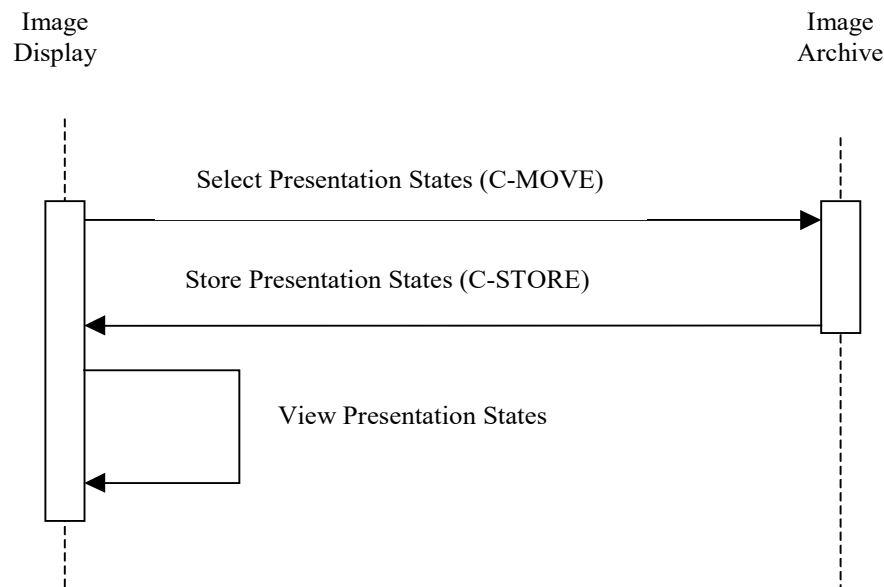 Image
Display
Image
Archive
Select Presentation States (C-MOVE)
Store Presentation States (C-STORE)
View Presentation States